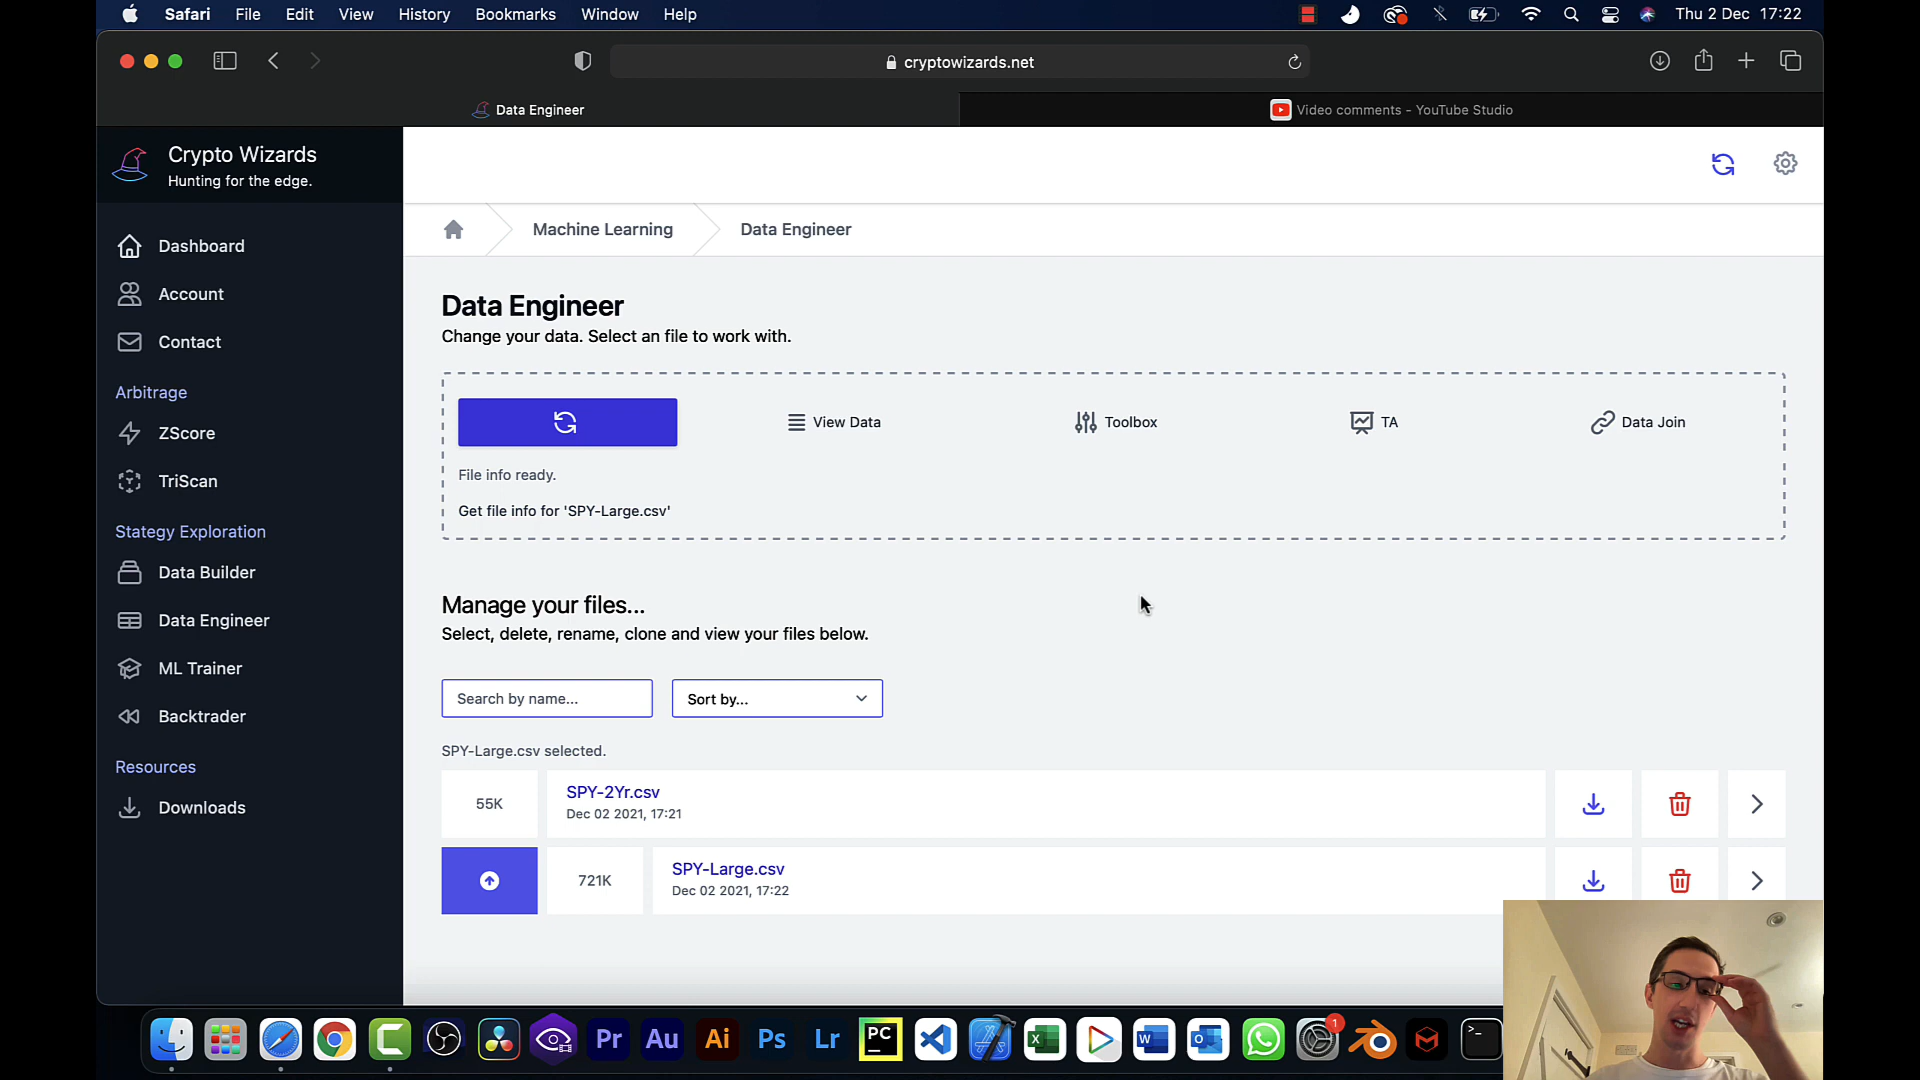 Safari File Edit View History Bookmarks Window Help Thu 2 Dec 17:22
cryptowizards.net
Data Engineer
Video comments - YouTube Studio
Crypto Wizards
Hunting for the edge.
Dashboard
Account
Contact
Arbitrage
ZScore
TriScan
Stategy Exploration
Data Builder
Data Engineer
ML Trainer
Backtrader
Resources
Downloads
Machine Learning
Data Engineer
Data Engineer
Change your data. Select an file to work with.
View Data
Toolbox
TA
Data Join
File info ready.
Get file info for 'SPY-Large.csv'
Manage your files...
Select, delete, rename, clone and view your files below.
Search by name...
Sort by...
SPY-Large.csv selected.
55K
SPY-2Yr.csv
Dec 02 2021, 17:21
721K
SPY-Large.csv
Dec 02 2021, 17:22
Pr Au Ai Ps Lr PC W 1